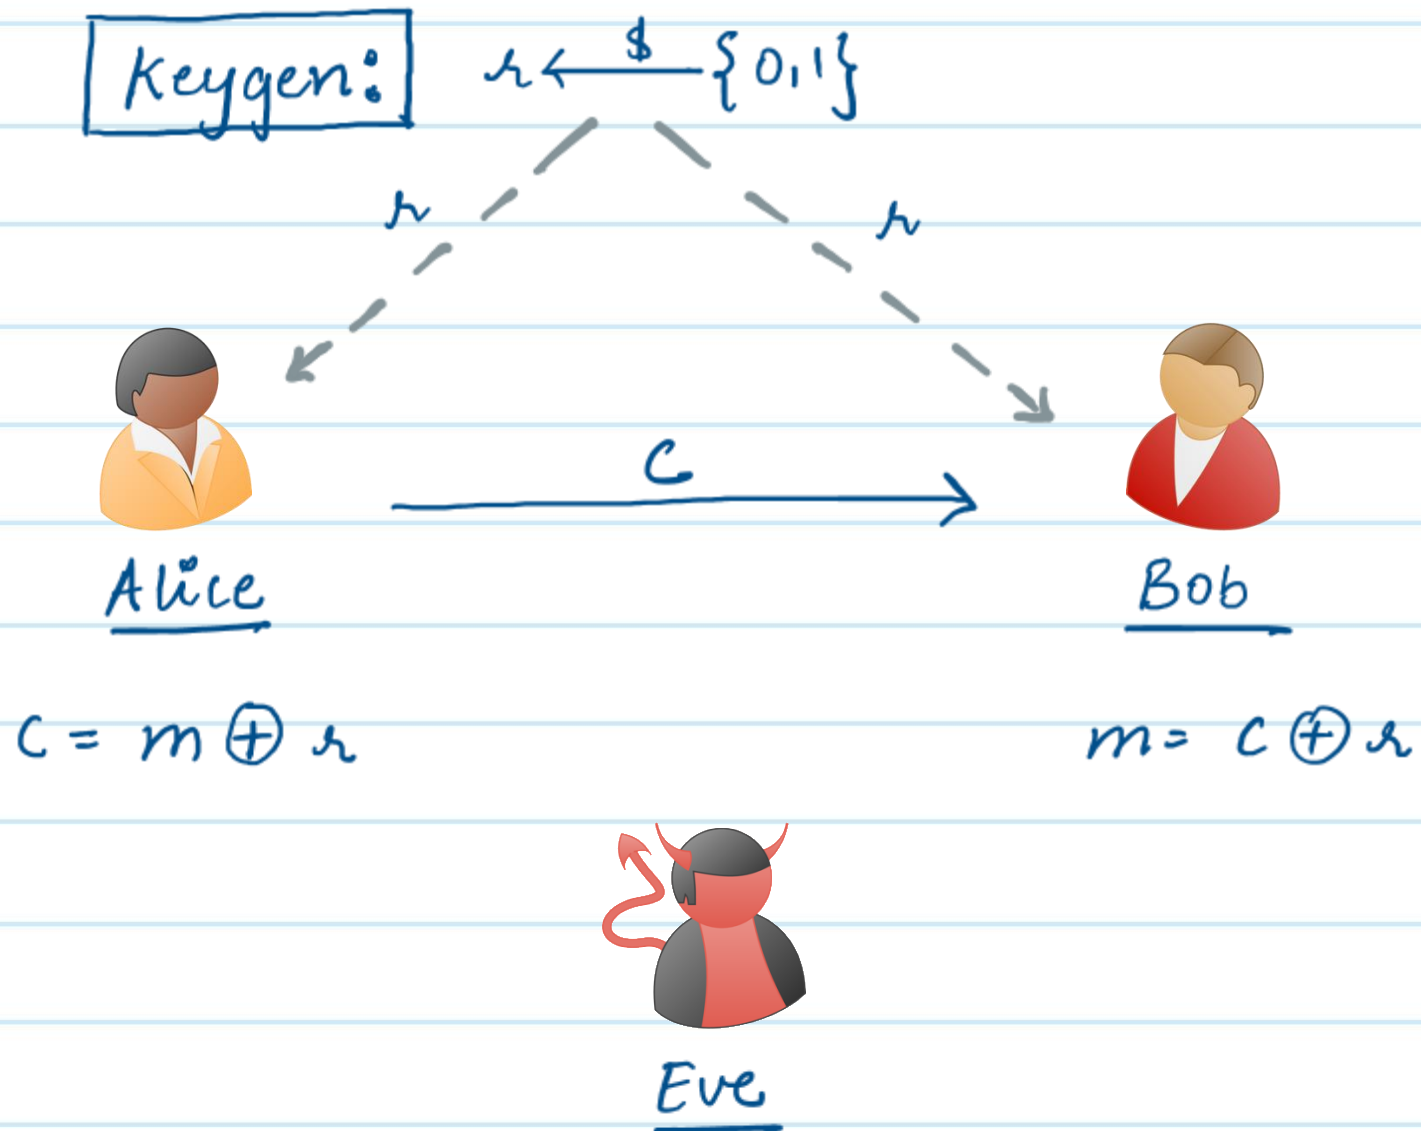 Keygen: r ←$ {0,1}
r r
C
Alice Bob
C = m ⊕ r m = C ⊕ r
Eve